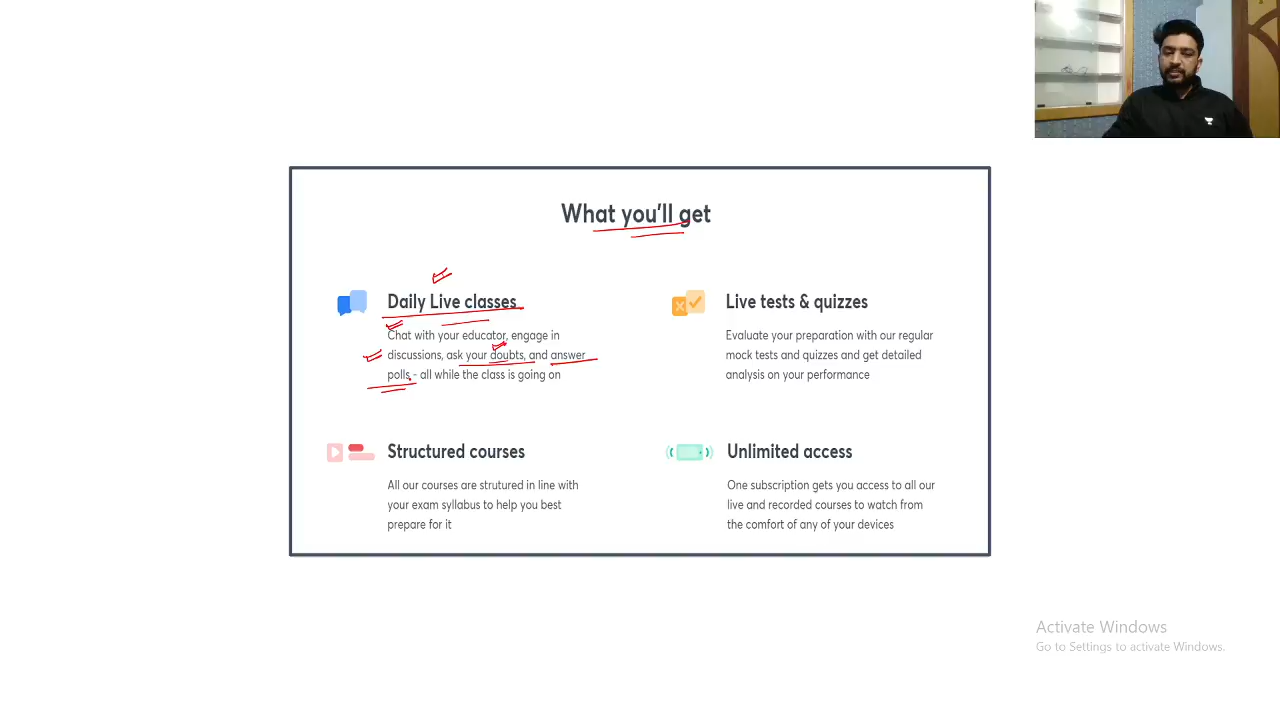 What you'll get
Daily Live classes
Chat with your educator, engage in
discussions, ask your doubts, and answer
polls - all while the class is going on
Live tests & quizzes
Evaluate your preparation with our regular
mock tests and quizzes and get detailed
analysis on your performance
Structured courses
All our courses are strutured in line with
your exam syllabus to help you best
prepare for it
Unlimited access
One subscription gets you access to all our
live and recorded courses to watch from
the comfort of any of your devices
Activate Windows
Go to Settings to activate Windows.